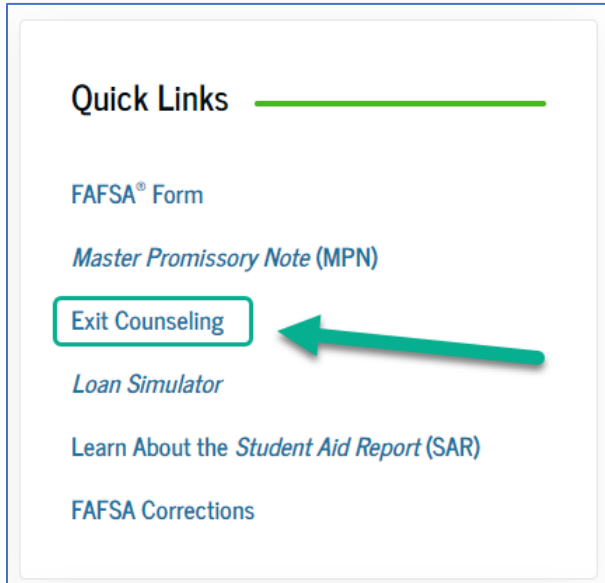 Quick Links
FAFSA® Form
Master Promissory Note (MPN)
Exit Counseling
Loan Simulator
Learn About the Student Aid Report (SAR)
FAFSA Corrections